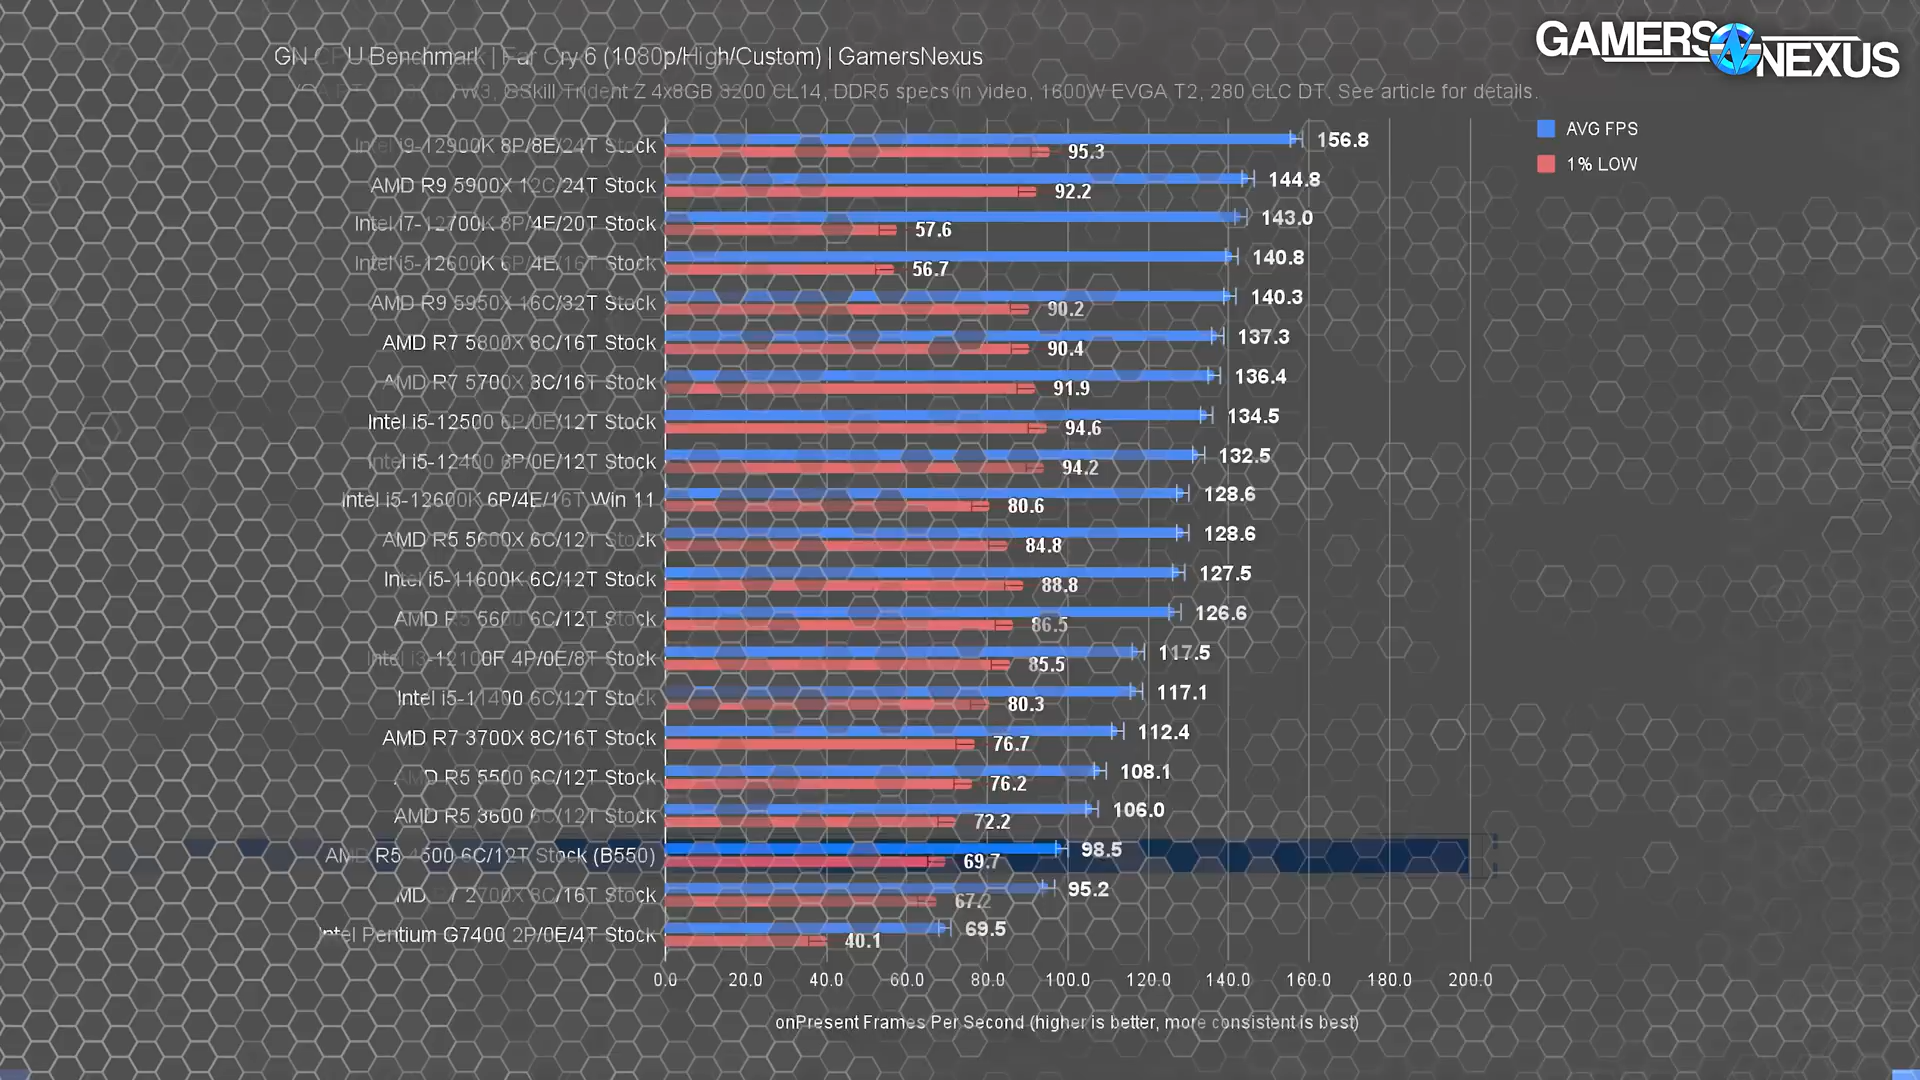 GAMERS NEXUS
GN CPU Benchmark | Far Cry 6 (1080p/High/Custom) | GamersNexus
GSkill Trident Z 4x8GB 3200 CL14, DDR5 specs in video, 1600W EVGA T2, 280 CLC DT. See article for details.
AVG FPS
1% LOW
Intel i9-12900K 8P/8E/24T Stock 156.8 95.3
AMD R9 5900X 12C/24T Stock 144.8 92.2
Intel i7-12700K 8P/4E/20T Stock 143.0 57.6
Intel i5-12600K 6P/4E/16T Stock 140.8 56.7
AMD R9 5950X 16C/32T Stock 140.3 90.2
AMD R7 5800X 8C/16T Stock 137.3 90.4
AMD R7 5700X 8C/16T Stock 136.4 91.9
Intel i5-12500 6P/0E/12T Stock 134.5 94.6
Intel i5-12400 6P/0E/12T Stock 132.5 94.2
Intel i5-12600K 6P/4E/16T Win 11 128.6 80.6
AMD R5 5600X 6C/12T Stock 128.6 84.8
Intel i5-11600K 6C/12T Stock 127.5 88.8
AMD R5 5600 6C/12T Stock 126.6 86.5
Intel i3-12100F 4P/0E/8T Stock 117.5 85.5
Intel i5-11400 6C/12T Stock 117.1 80.3
AMD R7 3700X 8C/16T Stock 112.4 76.7
AMD R5 5500 6C/12T Stock 108.1 76.2
AMD R5 3600 6C/12T Stock 106.0 72.2
AMD R5 4500 6C/12T Stock (B550) 98.5 69.7
AMD R7 2700X 8C/16T Stock 95.2 67.2
Intel Pentium G7400 2P/0E/4T Stock 69.5 40.1
0.0 20.0 40.0 60.0 80.0 100.0 120.0 140.0 160.0 180.0 200.0
onPresent Frames Per Second (higher is better, more consistent is best)